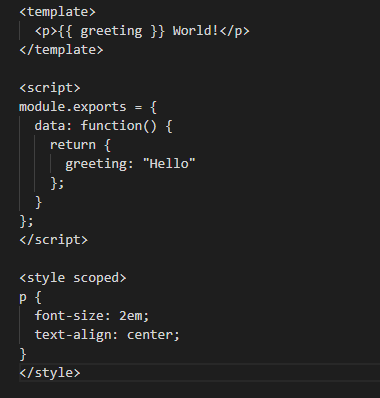 <template>
  <p>{{ greeting }} World!</p>
</template>

<script>
module.exports = {
  data: function() {
    return {
      greeting: "Hello"
    };
  }
};
</script>

<style scoped>
p {
  font-size: 2em;
  text-align: center;
}
</style>